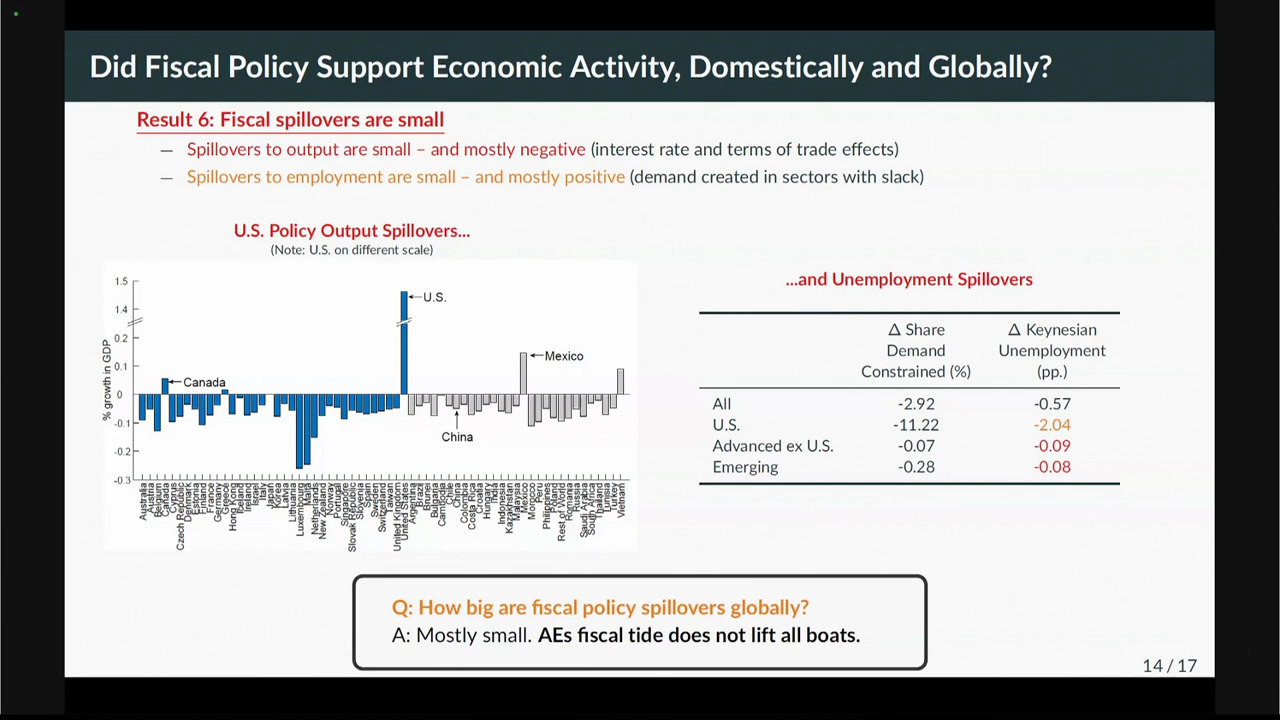 Did Fiscal Policy Support Economic Activity, Domestically and Globally?
Result 6: Fiscal spillovers are small
— Spillovers to output are small – and mostly negative (interest rate and terms of trade effects)
— Spillovers to employment are small – and mostly positive (demand created in sectors with slack)
U.S. Policy Output Spillovers...
(Note: U.S. on different scale)
% growth in GDP
1.5
1.4
0.2
0.1
0
-0.1
-0.2
-0.3
U.S.
Mexico
Canada
China
Australia
Austria
Belgium
Canada
Cyprus
Czech Republic
Denmark
Estonia
Finland
France
Germany
Greece
Hong Kong
Iceland
Ireland
Israel
Italy
Japan
Korea
Latvia
Lithuania
Luxembourg
Malta
Netherlands
New Zealand
Norway
Portugal
Singapore
Slovak Republic
Slovenia
Spain
Sweden
Switzerland
Taiwan
United Kingdom
United States
Argentina
Brazil
Brunei
Bulgaria
Cambodia
Chile
China
Colombia
Costa Rica
Croatia
Hungary
India
Indonesia
Kazakhstan
Malaysia
Mexico
Morocco
Peru
Philippines
Poland
Rest of World
Romania
Russia
Saudi Arabia
South Africa
Thailand
Tunisia
Turkey
Vietnam
...and Unemployment Spillovers
Δ Share Δ Keynesian
Demand Unemployment
Constrained (%) (pp.)
All -2.92 -0.57
U.S. -11.22 -2.04
Advanced ex U.S. -0.07 -0.09
Emerging -0.28 -0.08
Q: How big are fiscal policy spillovers globally?
A: Mostly small. AEs fiscal tide does not lift all boats.
14 / 17